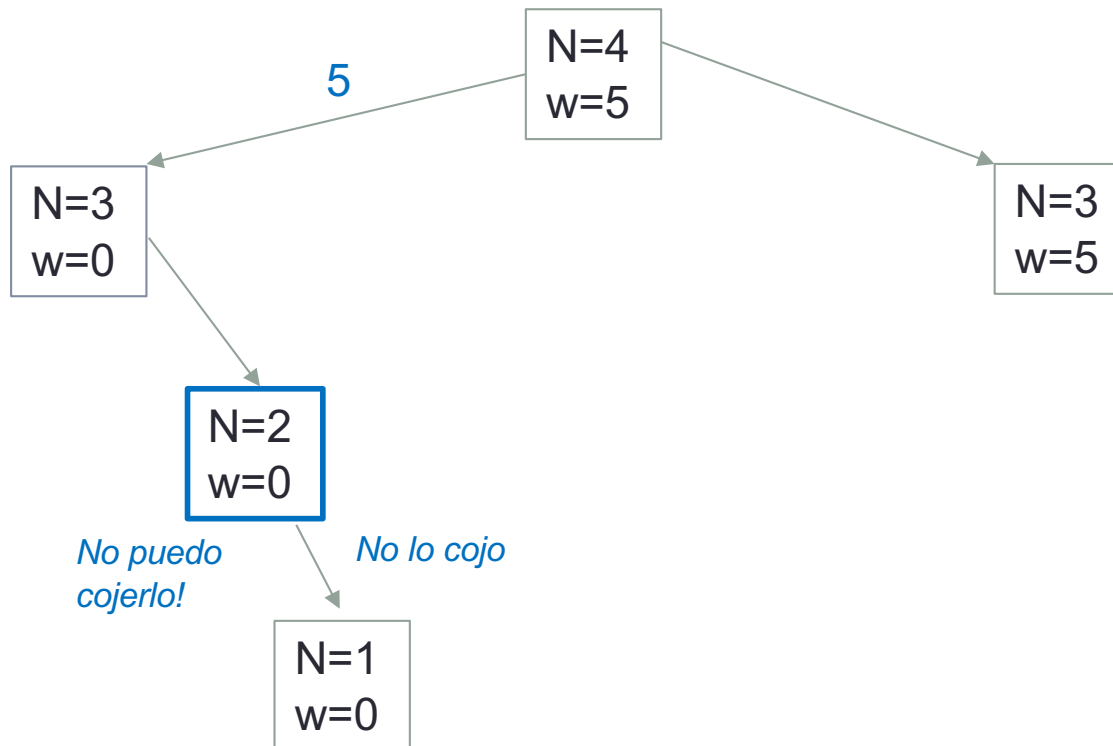 N=4
w=5
5
N=3
w=0
N=3
w=5
N=2
w=0
No puedo
cojerlo!
No lo cojo
N=1
w=0